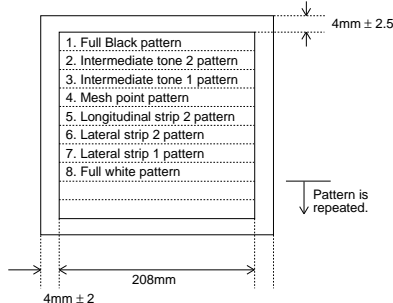 4mm ± 2.5
1. Full Black pattern
2. Intermediate tone 2 pattern
3. Intermediate tone 1 pattern
4. Mesh point pattern
5. Longitudinal strip 2 pattern
6. Lateral strip 2 pattern
7. Lateral strip 1 pattern
8. Full white pattern
Pattern is
repeated.
208mm
4mm ± 2